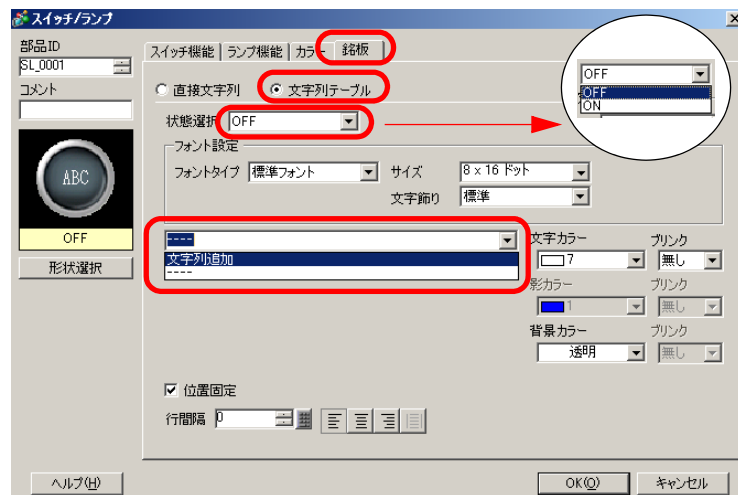 スイッチ/ランプ
部品ID
SL_0001
コメント
ABC
OFF
形状選択
スイッチ機能 ランプ機能 カラー 銘板
直接文字列 文字列テーブル
状態選択 OFF
OFF
OFF
ON
フォント設定
フォントタイプ 標準フォント サイズ 8 x 16 ドット
文字飾り 標準
----
文字列追加
----
文字カラー ブリンク
7 無し
影カラー ブリンク
1 無し
背景カラー ブリンク
透明 無し
位置固定
行間隔 0
ヘルプ(H) OK(O) キャンセル